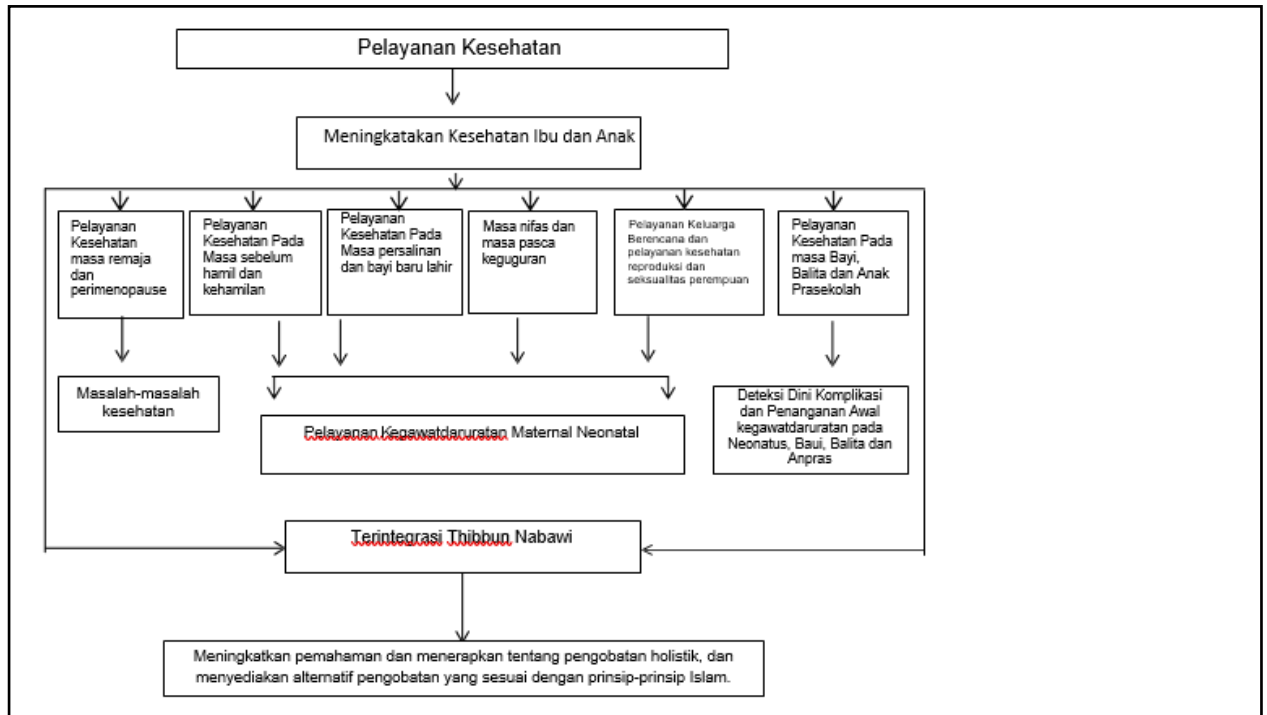 Pelayanan Kesehatan
Meningkatakan Kesehatan Ibu dan Anak
Pelayanan
Kesehatan
masa remaja
dan
perimenopause
Pelayanan
Kesehatan Pada
Masa sebelum
hamil dan
kehamilan
Pelayanan
Kesehatan Pada
Masa persalinan
dan bayi baru lahir
Masa nifas dan
masa pasca
keguguran
Pelayanan Keluarga
Berencana dan
pelayanan kesehatan
reproduksi dan
seksualitas perempuan
Pelayanan
Kesehatan Pada
masa Bayi,
Balita dan Anak
Prasekolah
Masalah-masalah
kesehatan
Pelayanan Kegawatdaruratan Maternal Neonatal
Deteksi Dini Komplikasi
dan Penanganan Awal
kegawatdaruratan pada
Neonatus, Baui, Balita dan
Anpras
Terintegrasi Thibbun Nabawi
Meningkatkan pemahaman dan menerapkan tentang pengobatan holistik, dan
menyediakan alternatif pengobatan yang sesuai dengan prinsip-prinsip Islam.